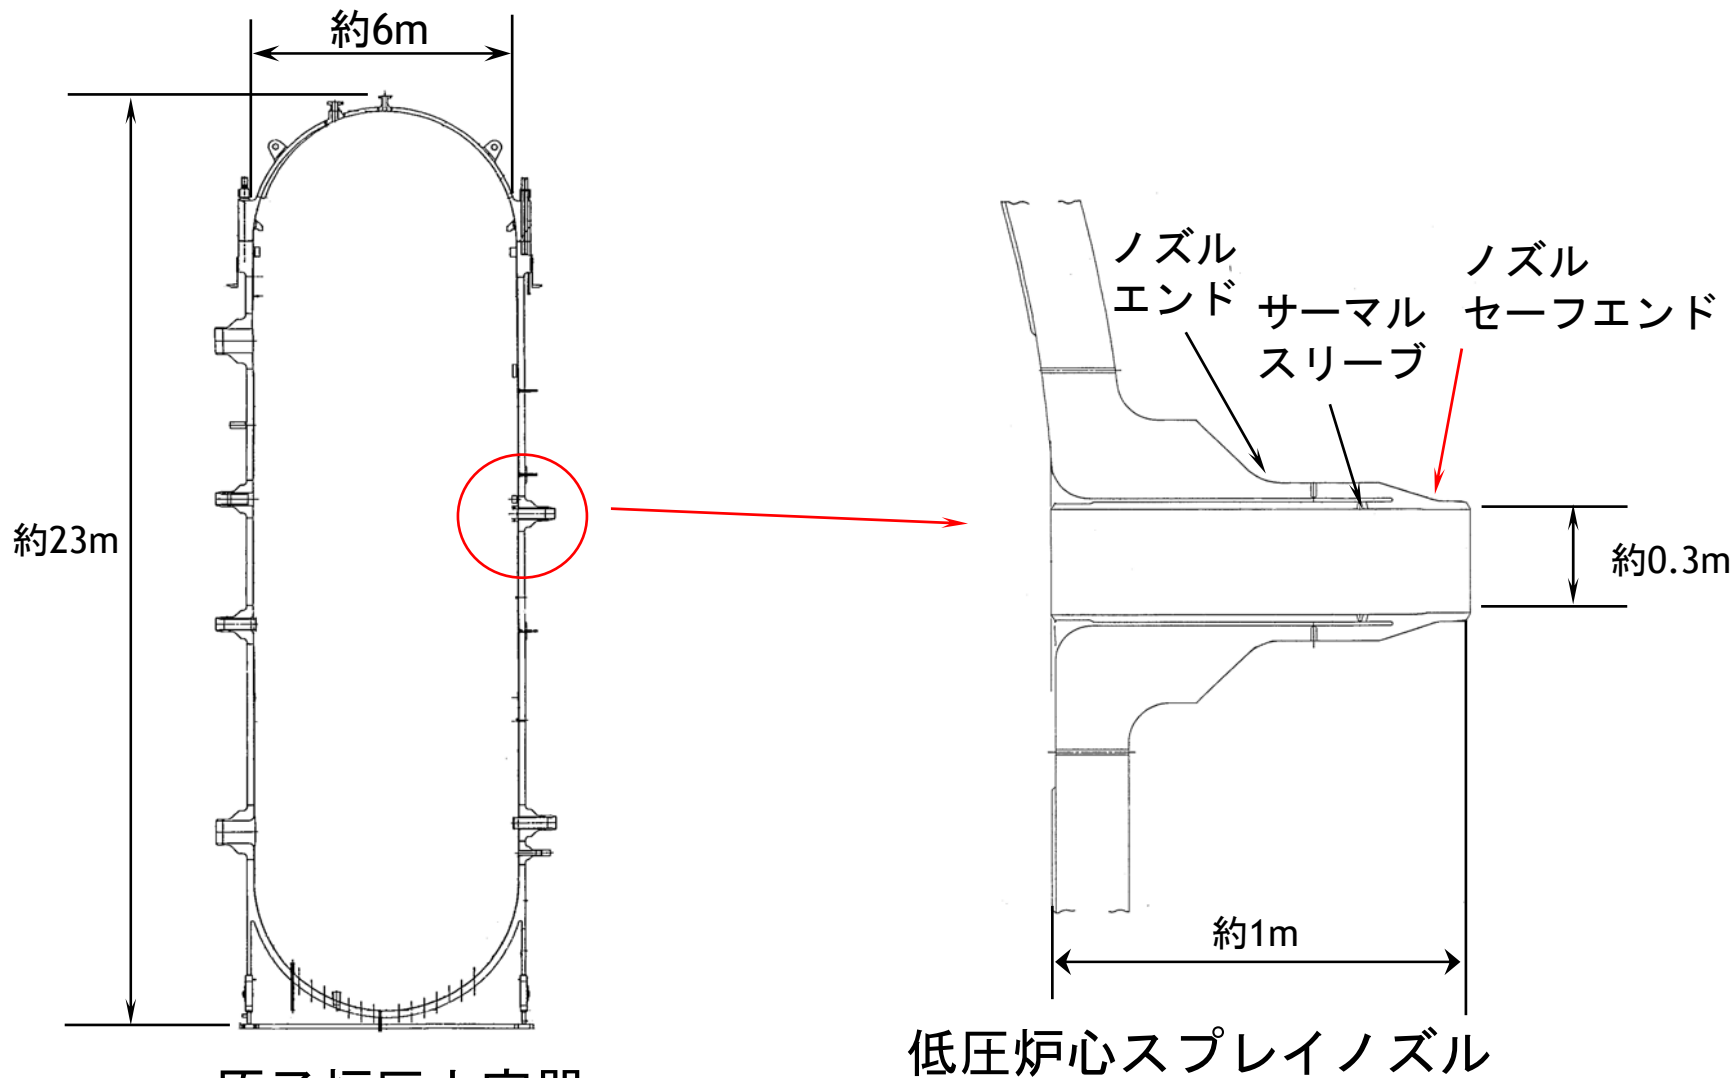 約6m
約23m
ノズル
エンド
サーマル
スリーブ
ノズル
セーフエンド
約0.3m
約1m
低圧炉心スプレイノズル